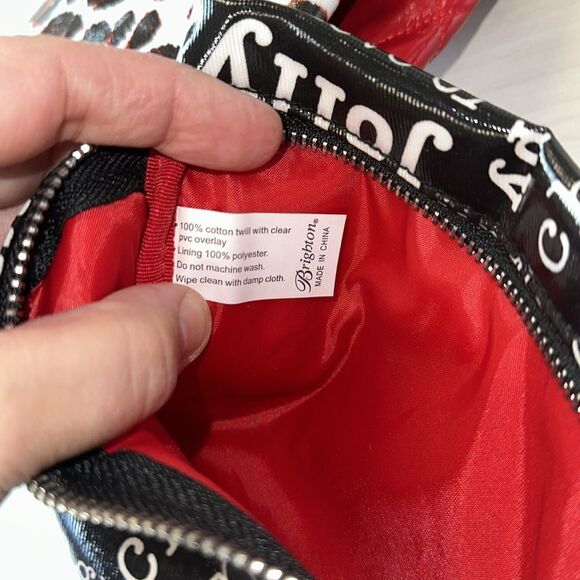 Jolly
• 100% cotton twill with clear
pvc overlay
• Lining 100% polyester.
• Do not machine wash.
Wipe clean with damp cloth.
Brighton®
MADE IN CHINA